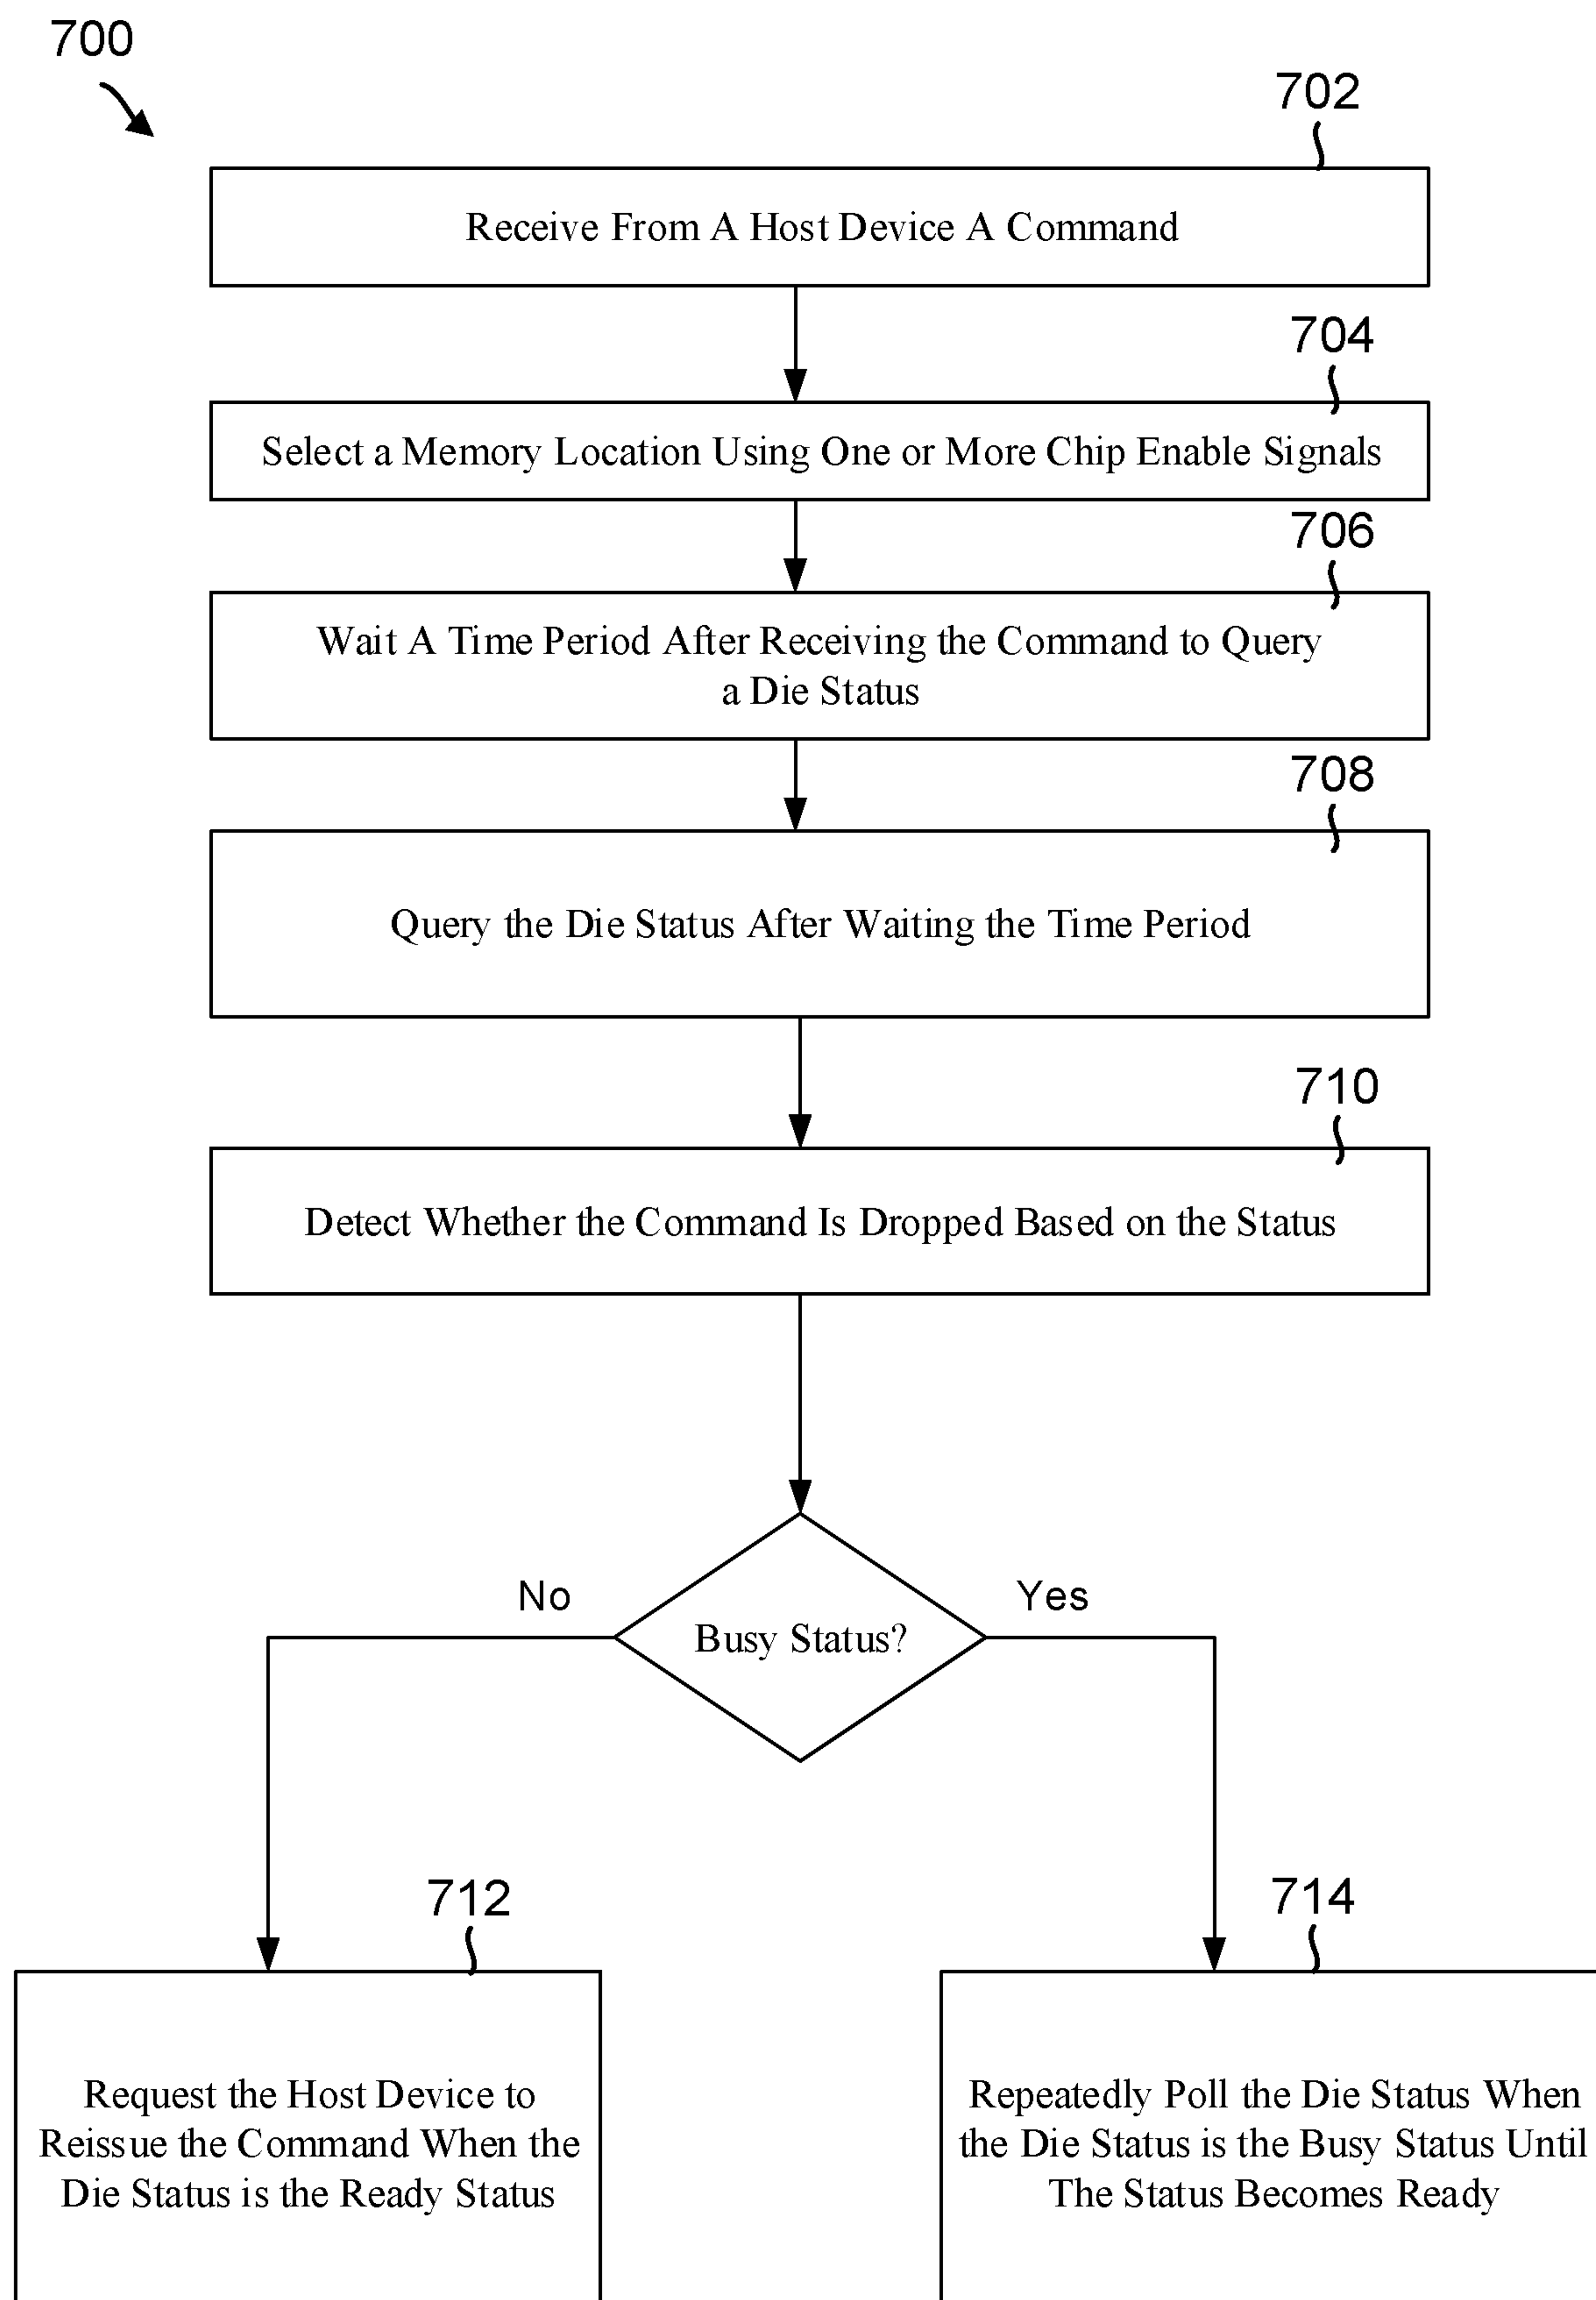 700
702
Receive From A Host Device A Command
704
Select a Memory Location Using One or More Chip Enable Signals
706
Wait A Time Period After Receiving the Command to Query
a Die Status
708
Query the Die Status After Waiting the Time Period
710
Detect Whether the Command Is Dropped Based on the Status
No
Yes
Busy Status?
712
Request the Host Device to
Reissue the Command When the
Die Status is the Ready Status
714
Repeatedly Poll the Die Status When
the Die Status is the Busy Status Until
The Status Becomes Ready